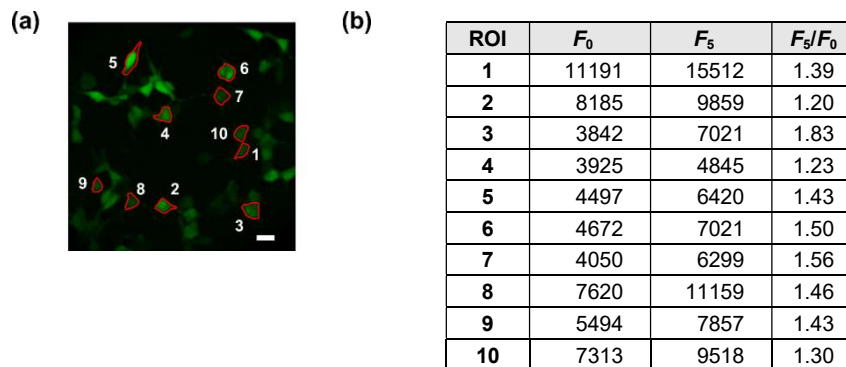 (a)
5
6
7
4
10
1
9
8
2
3
(b)
ROI F₀ F₅ F₅/F₀
1 11191 15512 1.39
2 8185 9859 1.20
3 3842 7021 1.83
4 3925 4845 1.23
5 4497 6420 1.43
6 4672 7021 1.50
7 4050 6299 1.56
8 7620 11159 1.46
9 5494 7857 1.43
10 7313 9518 1.30